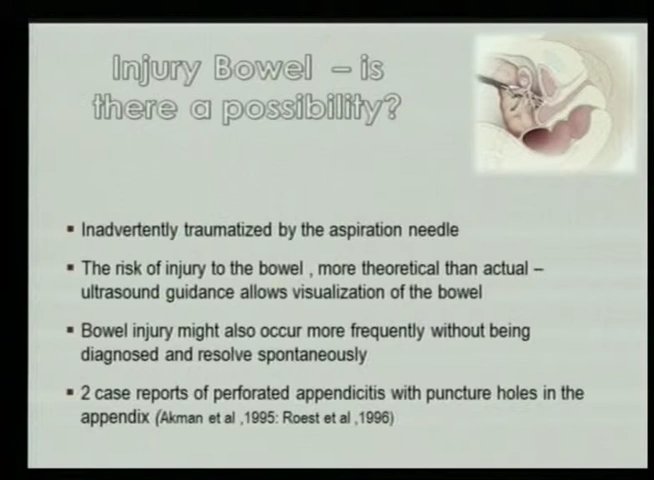 Injury Bowel – is
there a possibility?
▪ Inadvertently traumatized by the aspiration needle
▪ The risk of injury to the bowel , more theoretical than actual –
ultrasound guidance allows visualization of the bowel
▪ Bowel injury might also occur more frequently without being
diagnosed and resolve spontaneously
▪ 2 case reports of perforated appendicitis with puncture holes in the
appendix (Akman et al ,1995: Roest et al ,1996)